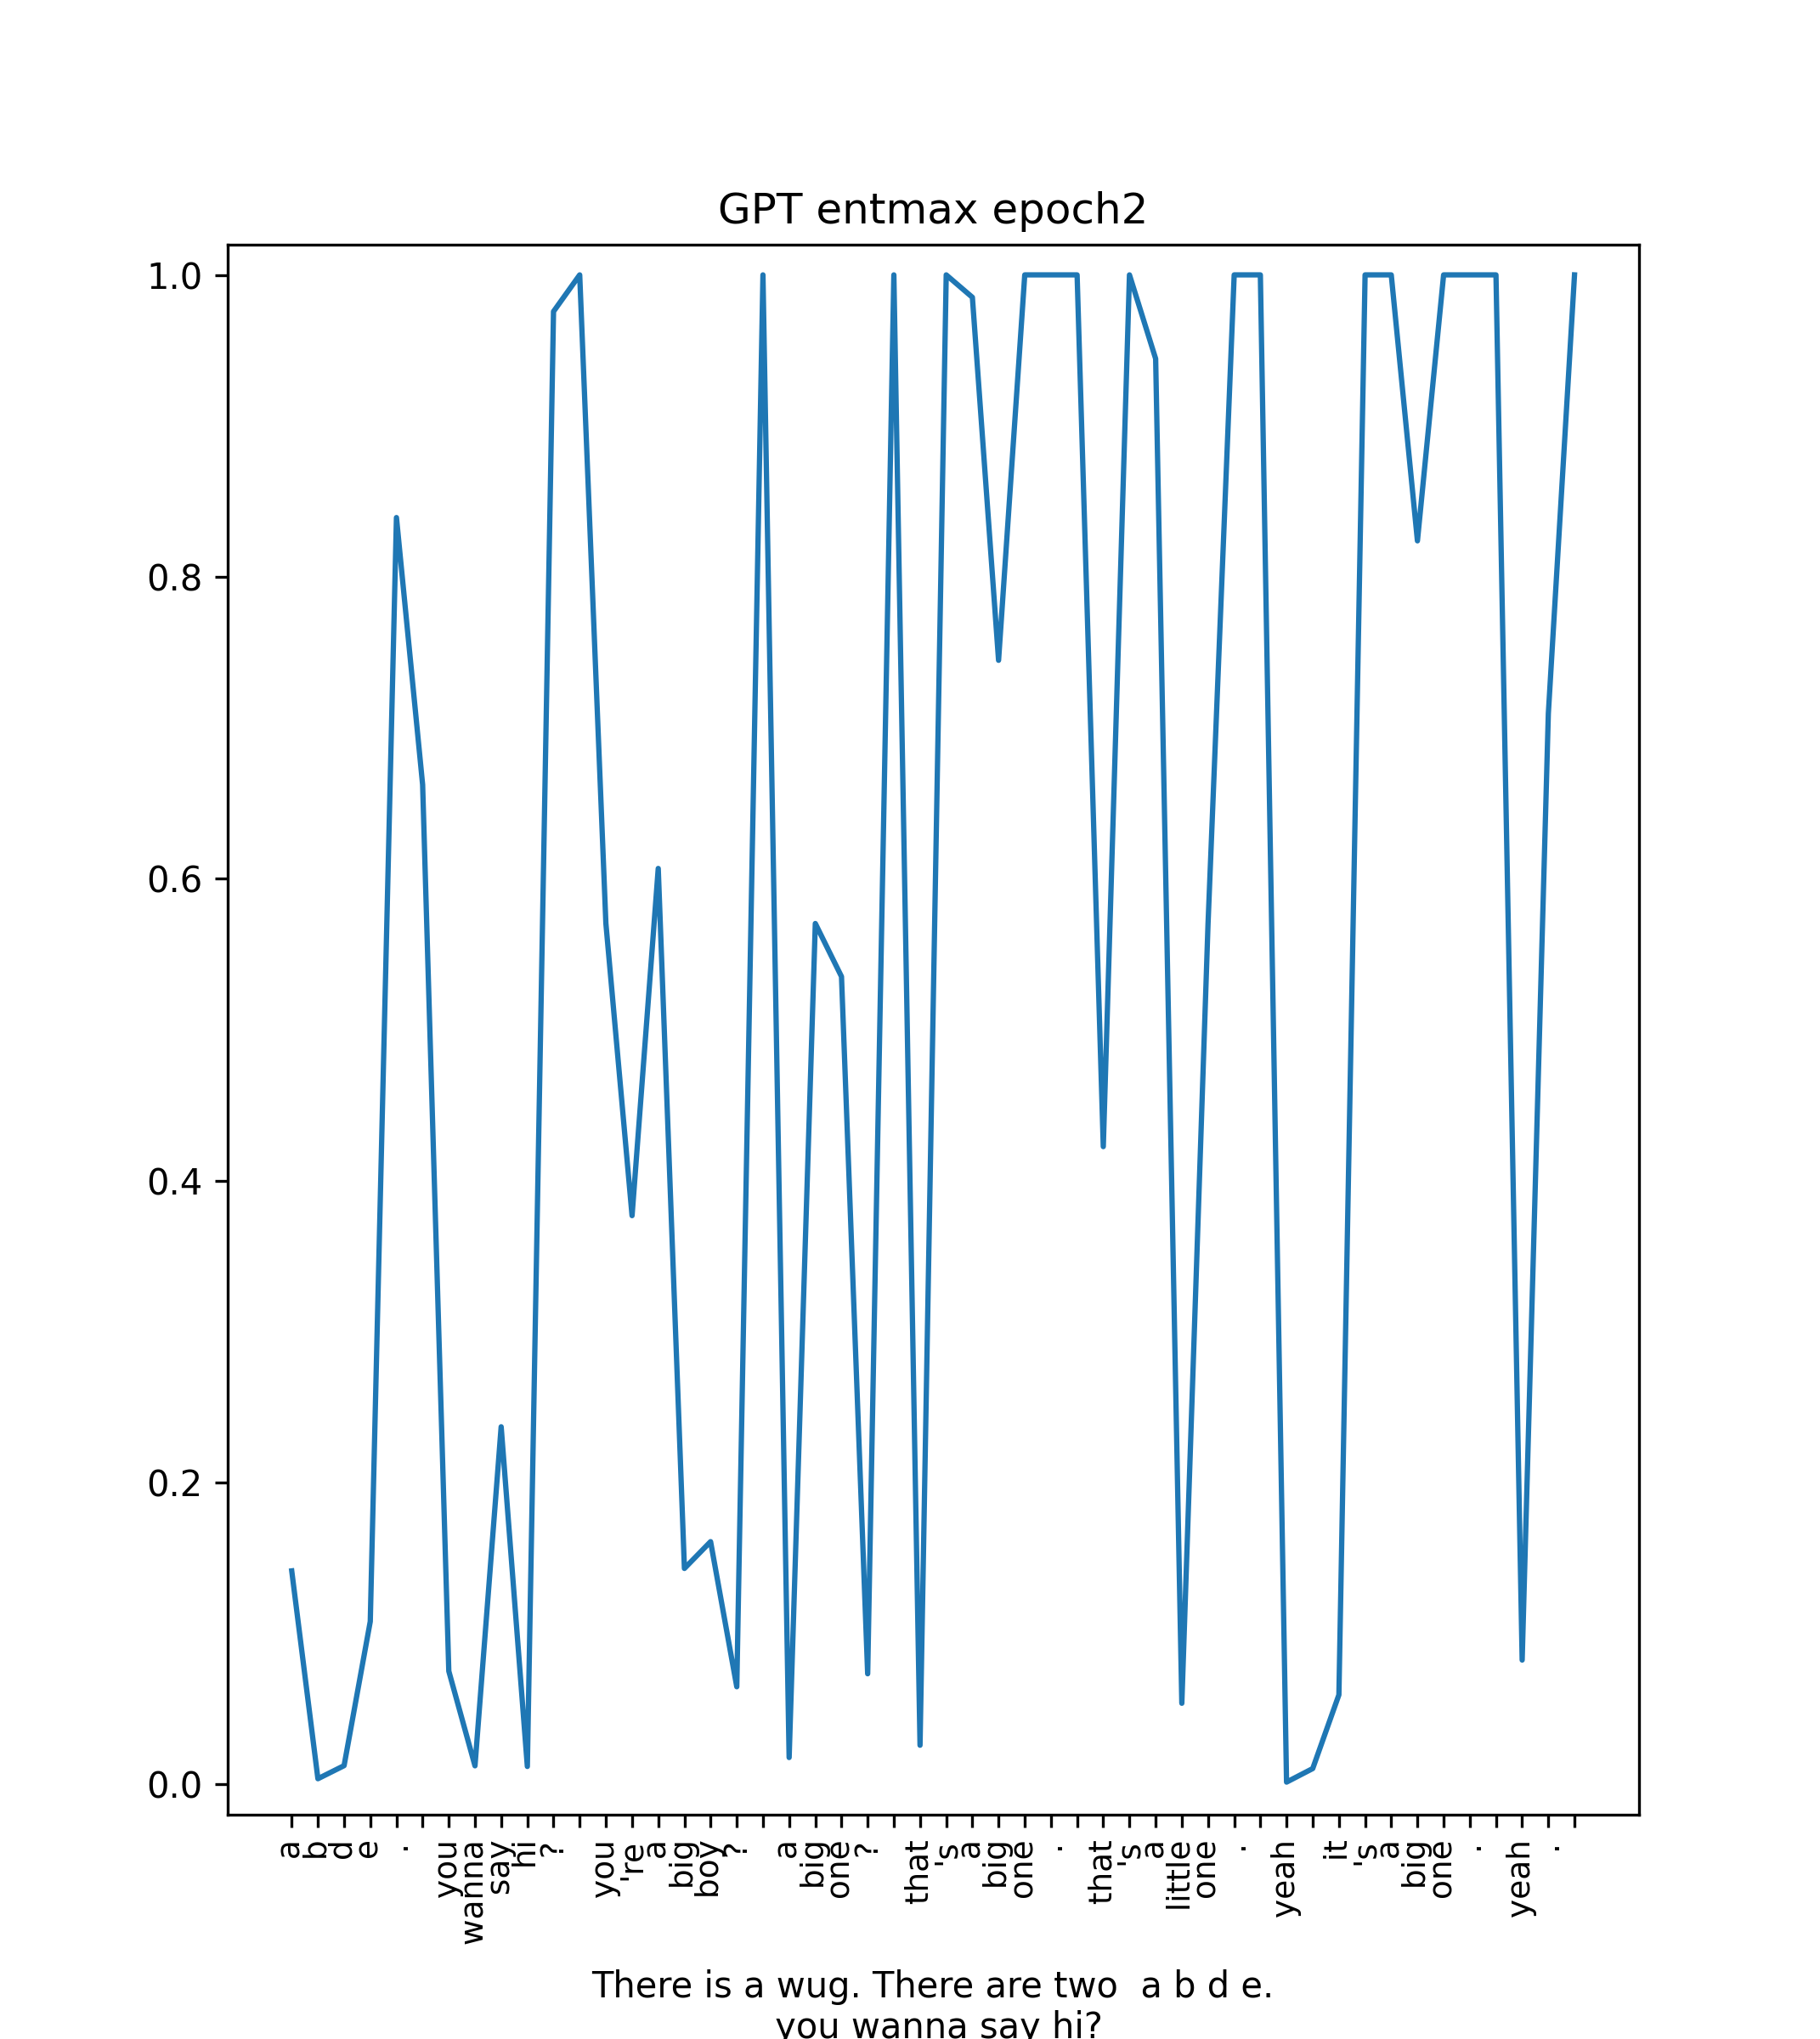 GPT entmax epoch2
1.0
0.8
0.6
0.4
0.2
0.0
a b d e . you wanna say hi ? you 're a big boy ? a big one ? that 's a big one . that 's a little one . yeah it 's a big one . yeah .
There is a wug. There are two  a b d e.
you wanna say hi?